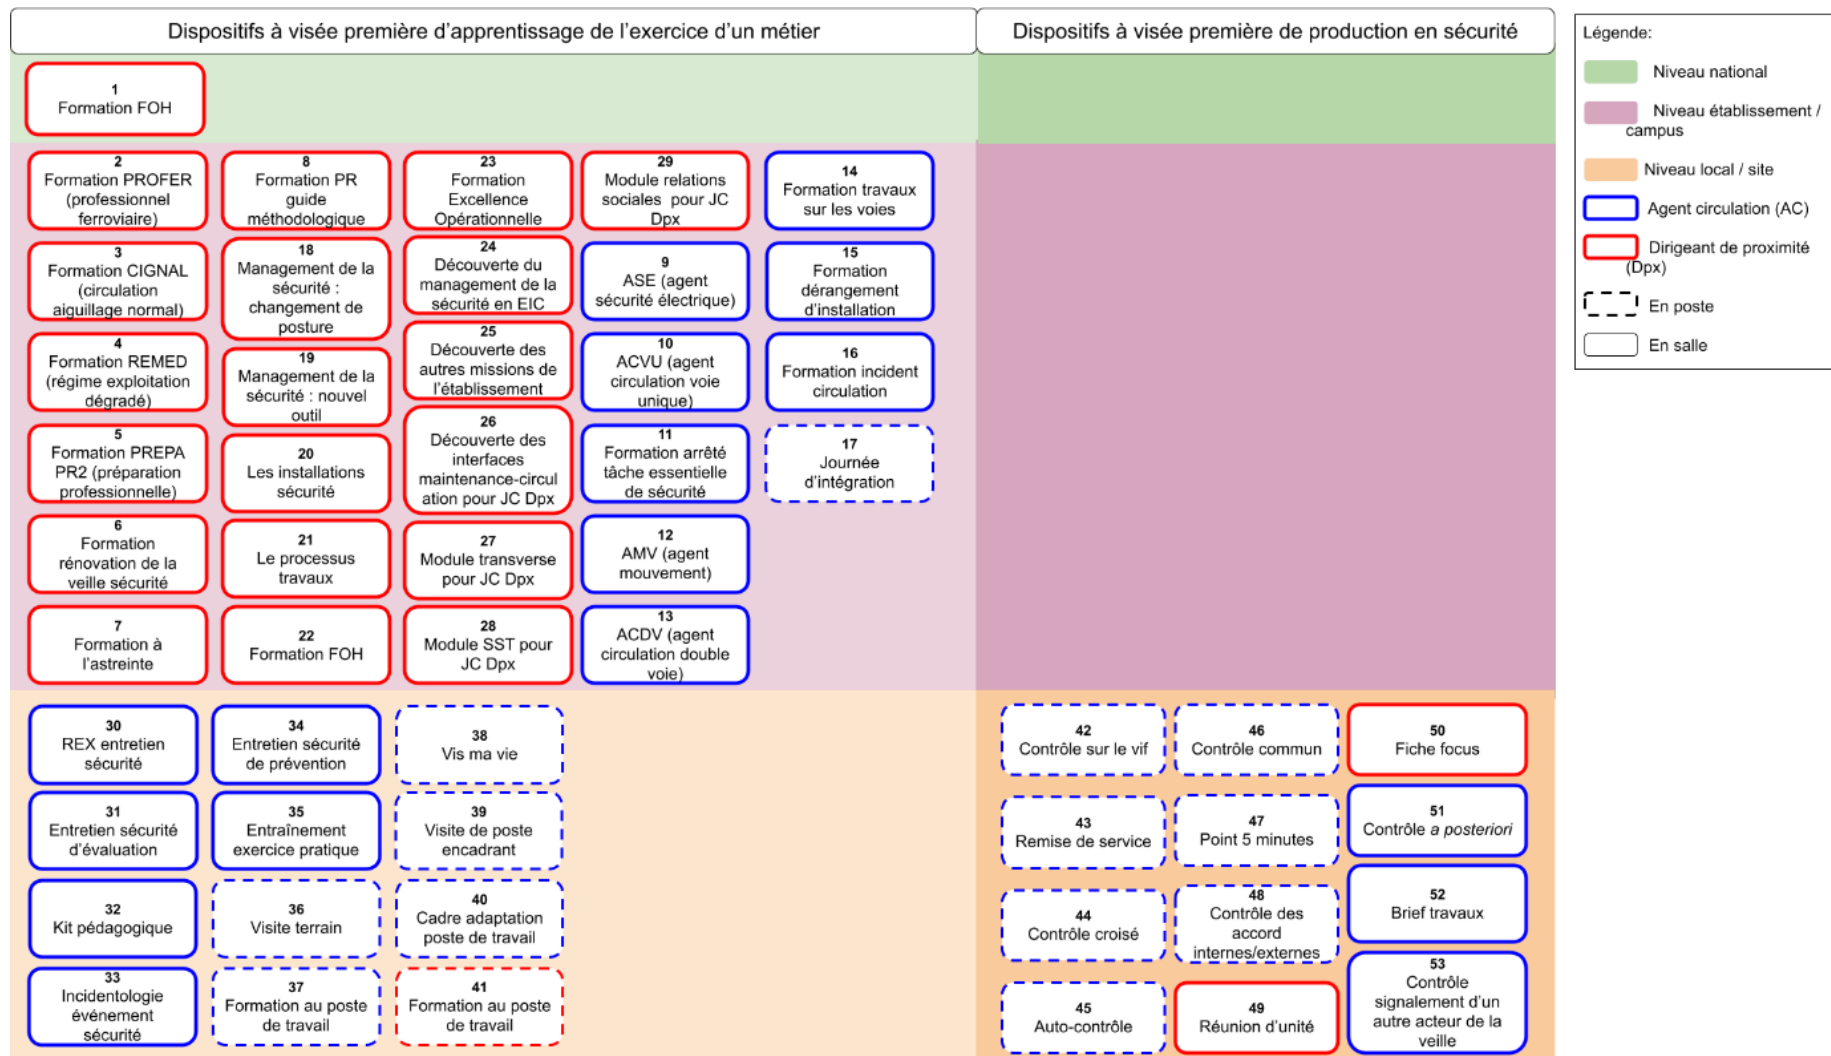 Dispositifs à visée première d'apprentissage de l'exercice d'un métier
Dispositifs à visée première de production en sécurité
1
Formation FOH
2
Formation PROFER
(professionnel
ferroviaire)
3
Formation CIGNAL
(circulation
aiguillage normal)
4
Formation REMED
(régime exploitation
dégradé)
5
Formation PREPA
PR2 (préparation
professionnelle)
6
Formation
rénovation de la
veille sécurité
7
Formation à
l'astreinte
8
Formation PR
guide
méthodologique
18
Management de la
sécurité :
changement de
posture
19
Management de la
sécurité : nouvel
outil
20
Les installations
sécurité
21
Le processus
travaux
22
Formation FOH
23
Formation
Excellence
Opérationnelle
24
Découverte du
management de la
sécurité en EIC
25
Découverte des
autres missions de
l'établissement
26
Découverte des
interfaces
maintenance-circul
ation pour JC Dpx
27
Module transverse
pour JC Dpx
28
Module SST pour
JC Dpx
29
Module relations
sociales pour JC
Dpx
9
ASE (agent
sécurité électrique)
10
ACVU (agent
circulation voie
unique)
11
Formation arrêté
tâche essentielle
de sécurité
12
AMV (agent
mouvement)
13
ACDV (agent
circulation double
voie)
14
Formation travaux
sur les voies
15
Formation
dérangement
d'installation
16
Formation incident
circulation
17
Journée
d'intégration
30
REX entretien
sécurité
31
Entretien sécurité
d'évaluation
32
Kit pédagogique
33
Incidentologie
événement
sécurité
34
Entretien sécurité
de prévention
35
Entraînement
exercice pratique
36
Visite terrain
37
Formation au poste
de travail
38
Vis ma vie
39
Visite de poste
encadrant
40
Cadre adaptation
poste de travail
41
Formation au poste
de travail
42
Contrôle sur le vif
43
Remise de service
44
Contrôle croisé
45
Auto-contrôle
46
Contrôle commun
47
Point 5 minutes
48
Contrôle des
accord
internes/externes
49
Réunion d'unité
50
Fiche focus
51
Contrôle a posteriori
52
Brief travaux
53
Contrôle
signalement d'un
autre acteur de la
veille
Légende:
Niveau national
Niveau établissement /
campus
Niveau local / site
Agent circulation (AC)
Dirigeant de proximité
(Dpx)
En poste
En salle